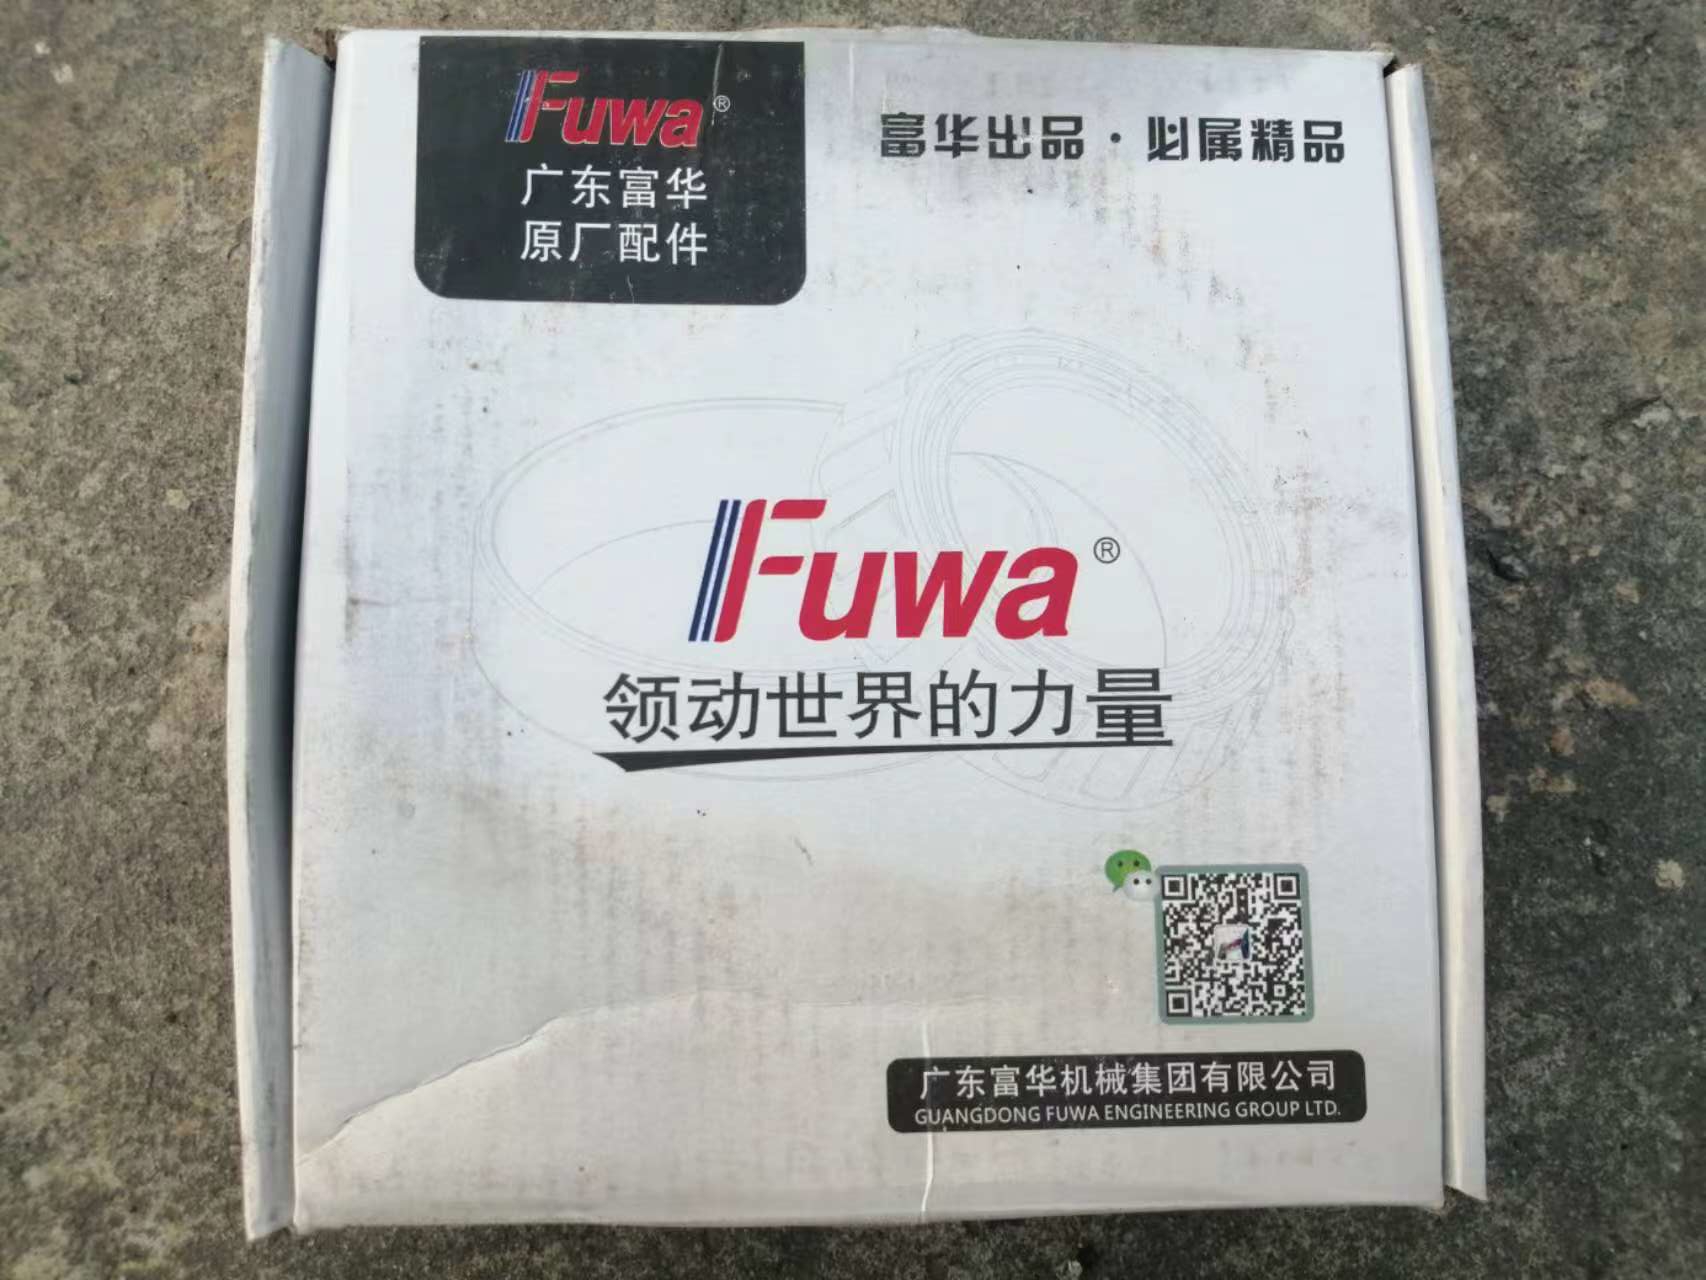 Fuwa®
广东富华
原厂配件
富华出品·必属精品
Fuwa®
领动世界的力量
广东富华机械集团有限公司
GUANGDONG FUWA ENGINEERING GROUP LTD.